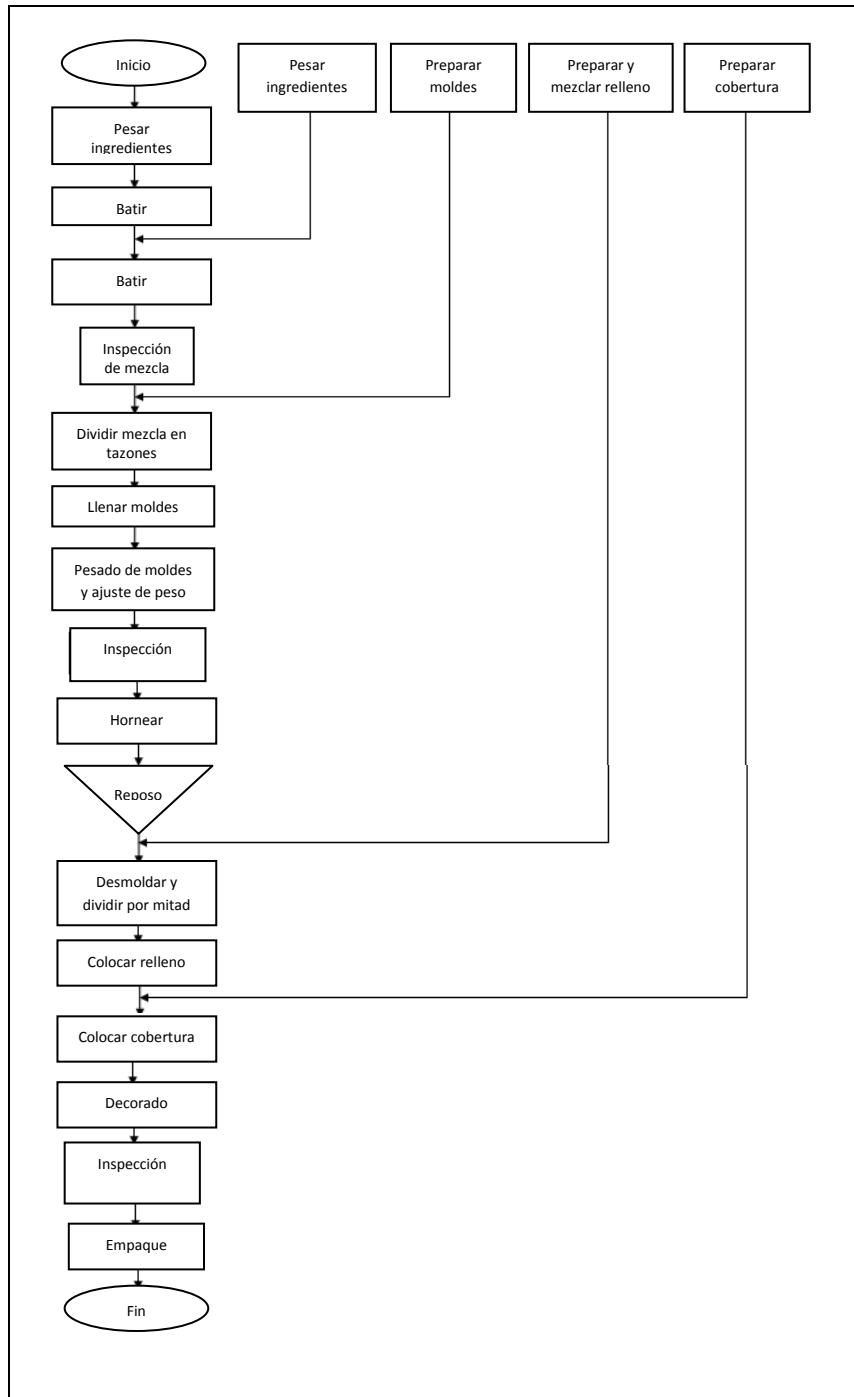 Inicio
Pesar
ingredientes
Preparar
moldes
Preparar y
mezclar relleno
Preparar
cobertura
Pesar
ingredientes
Batir
Batir
Inspección
de mezcla
Dividir mezcla en
tazones
Llenar moldes
Pesado de moldes
y ajuste de peso
Inspección
Hornear
Reposo
Desmoldar y
dividir por mitad
Colocar relleno
Colocar cobertura
Decorado
Inspección
Empaque
Fin